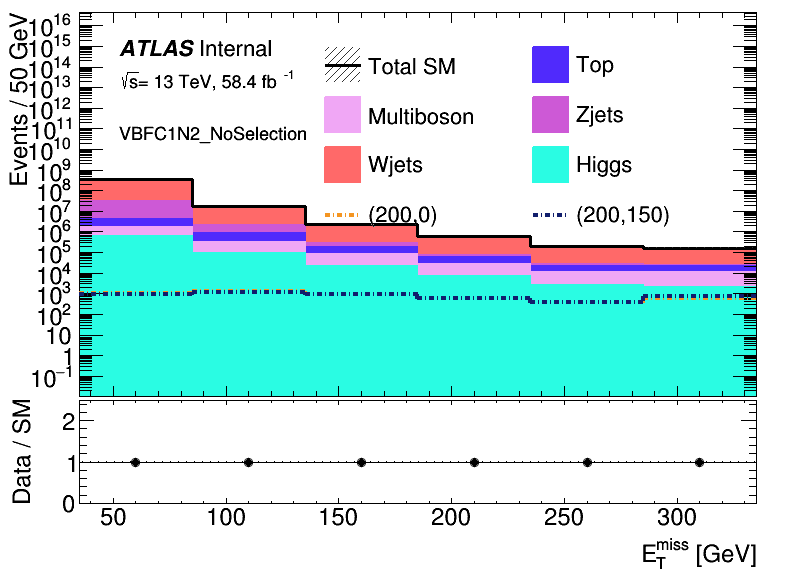 Events / 50 GeV
10^16
10^15
10^14
10^13
10^12
10^11
10^10
10^9
10^8
10^7
10^6
10^5
10^4
10^3
10^2
10
1
10^−1
ATLAS Internal
√s= 13 TeV, 58.4 fb^-1
VBFC1N2_NoSelection
Total SM
Top
Multiboson
Zjets
Wjets
Higgs
(200,0)
(200,150)
Data / SM
2
1
0
50 100 150 200 250 300
E_T^miss [GeV]